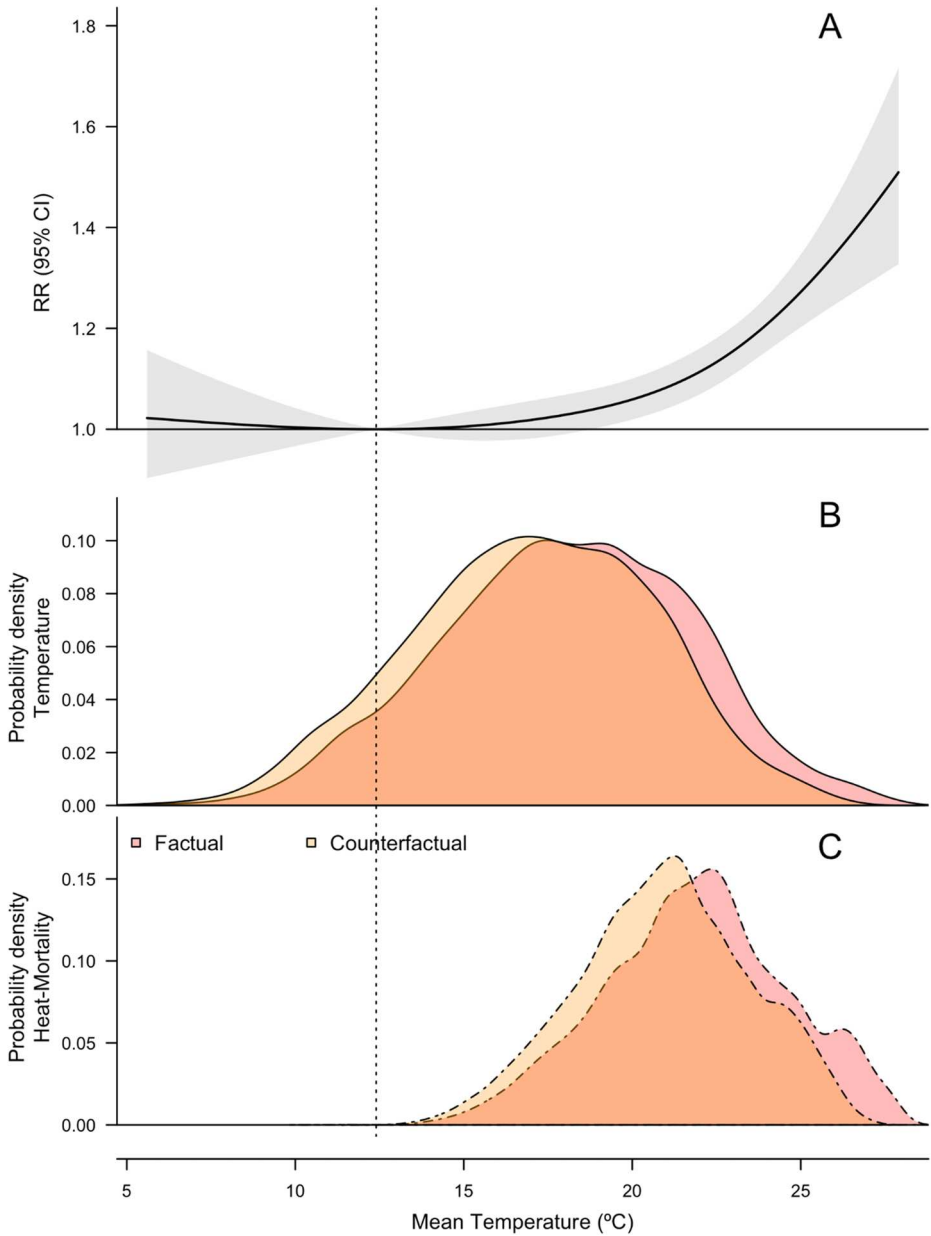 A
1.8
1.6
1.4
1.2
1.0
RR (95% CI)
B
0.10
0.08
0.06
0.04
0.02
0.00
Probability density
Temperature
Factual
Counterfactual
C
0.15
0.10
0.05
0.00
Probability density
Heat-Mortality
5 10 15 20 25
Mean Temperature (ºC)